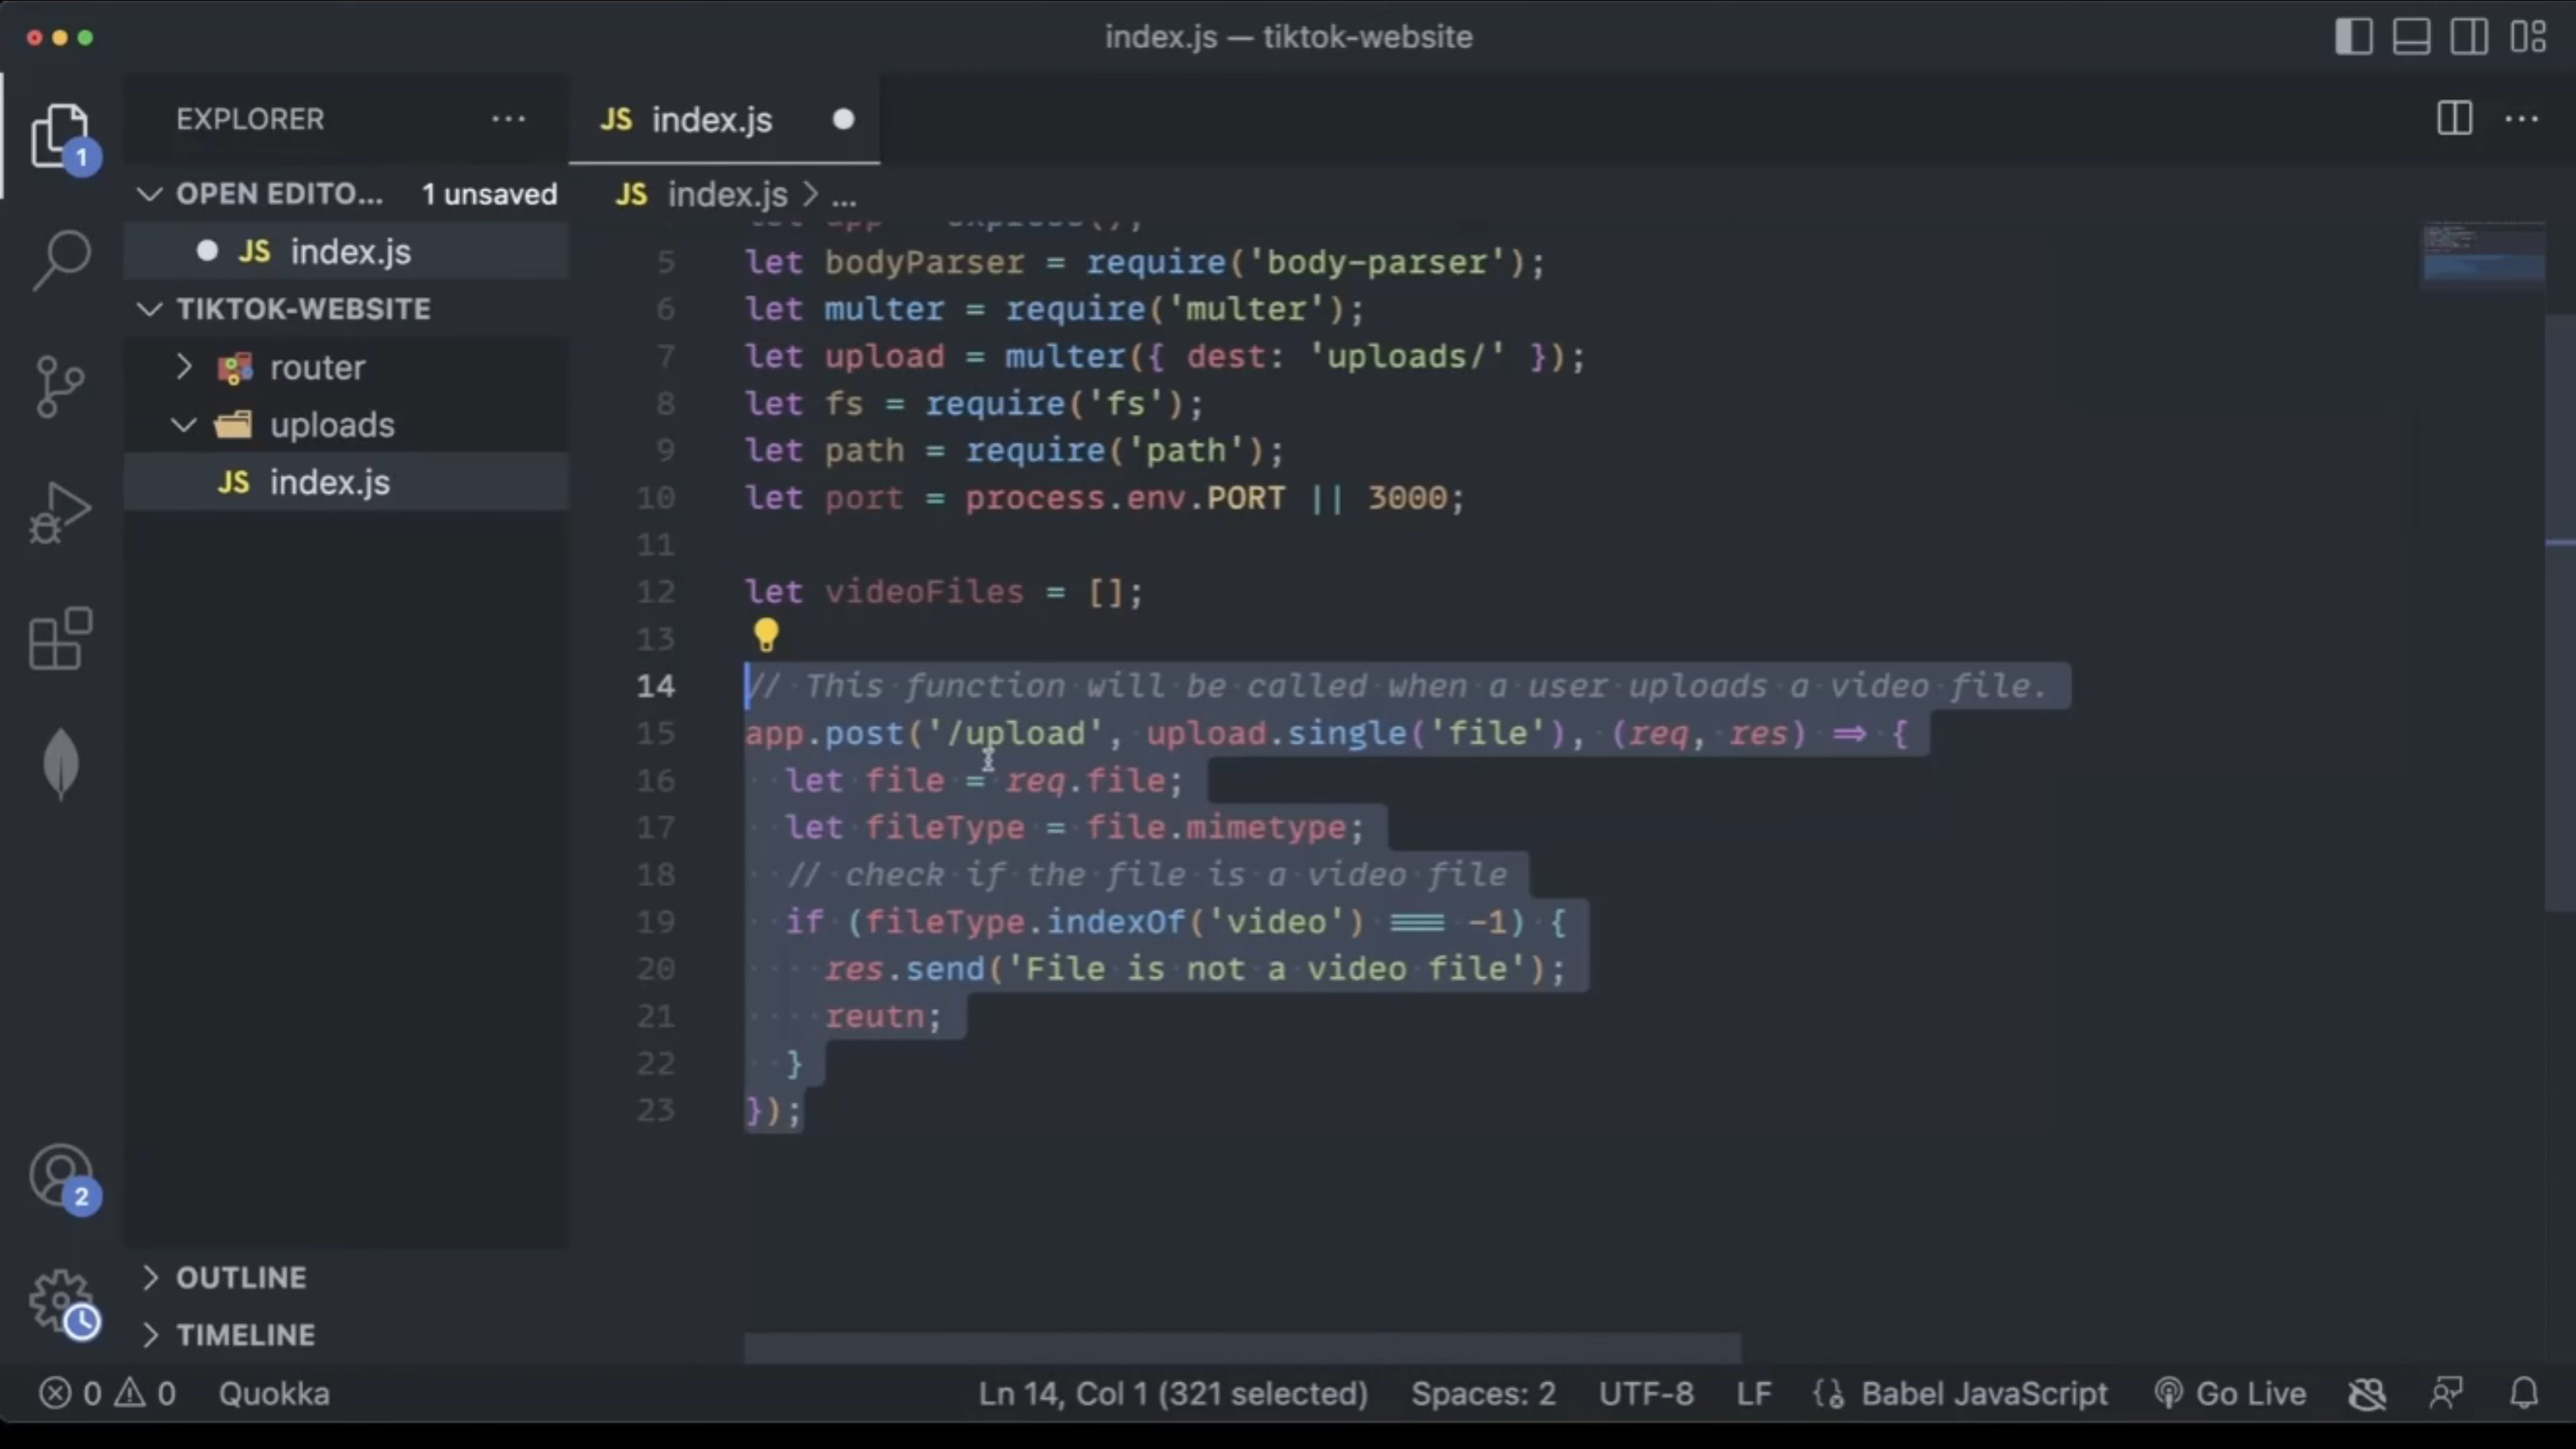 index.js — tiktok-website
EXPLORER
JS index.js
1
OPEN EDITO... 1 unsaved
JS index.js > ...
JS index.js
TIKTOK-WEBSITE
router
uploads
JS index.js
5 let bodyParser = require('body-parser');
6 let multer = require('multer');
7 let upload = multer({ dest: 'uploads/' });
8 let fs = require('fs');
9 let path = require('path');
10 let port = process.env.PORT || 3000;
11
12 let videoFiles = [];
13
14 // This function will be called when a user uploads a video file.
15 app.post('/upload', upload.single('file'), (req, res) => {
16 let file = req.file;
17 let fileType = file.mimetype;
18 // check if the file is a video file
19 if (fileType.indexOf('video') === -1) {
20 res.send('File is not a video file');
21 reutn;
22 }
23 });
2
OUTLINE
TIMELINE
0 0 Quokka Ln 14, Col 1 (321 selected) Spaces: 2 UTF-8 LF Babel JavaScript Go Live